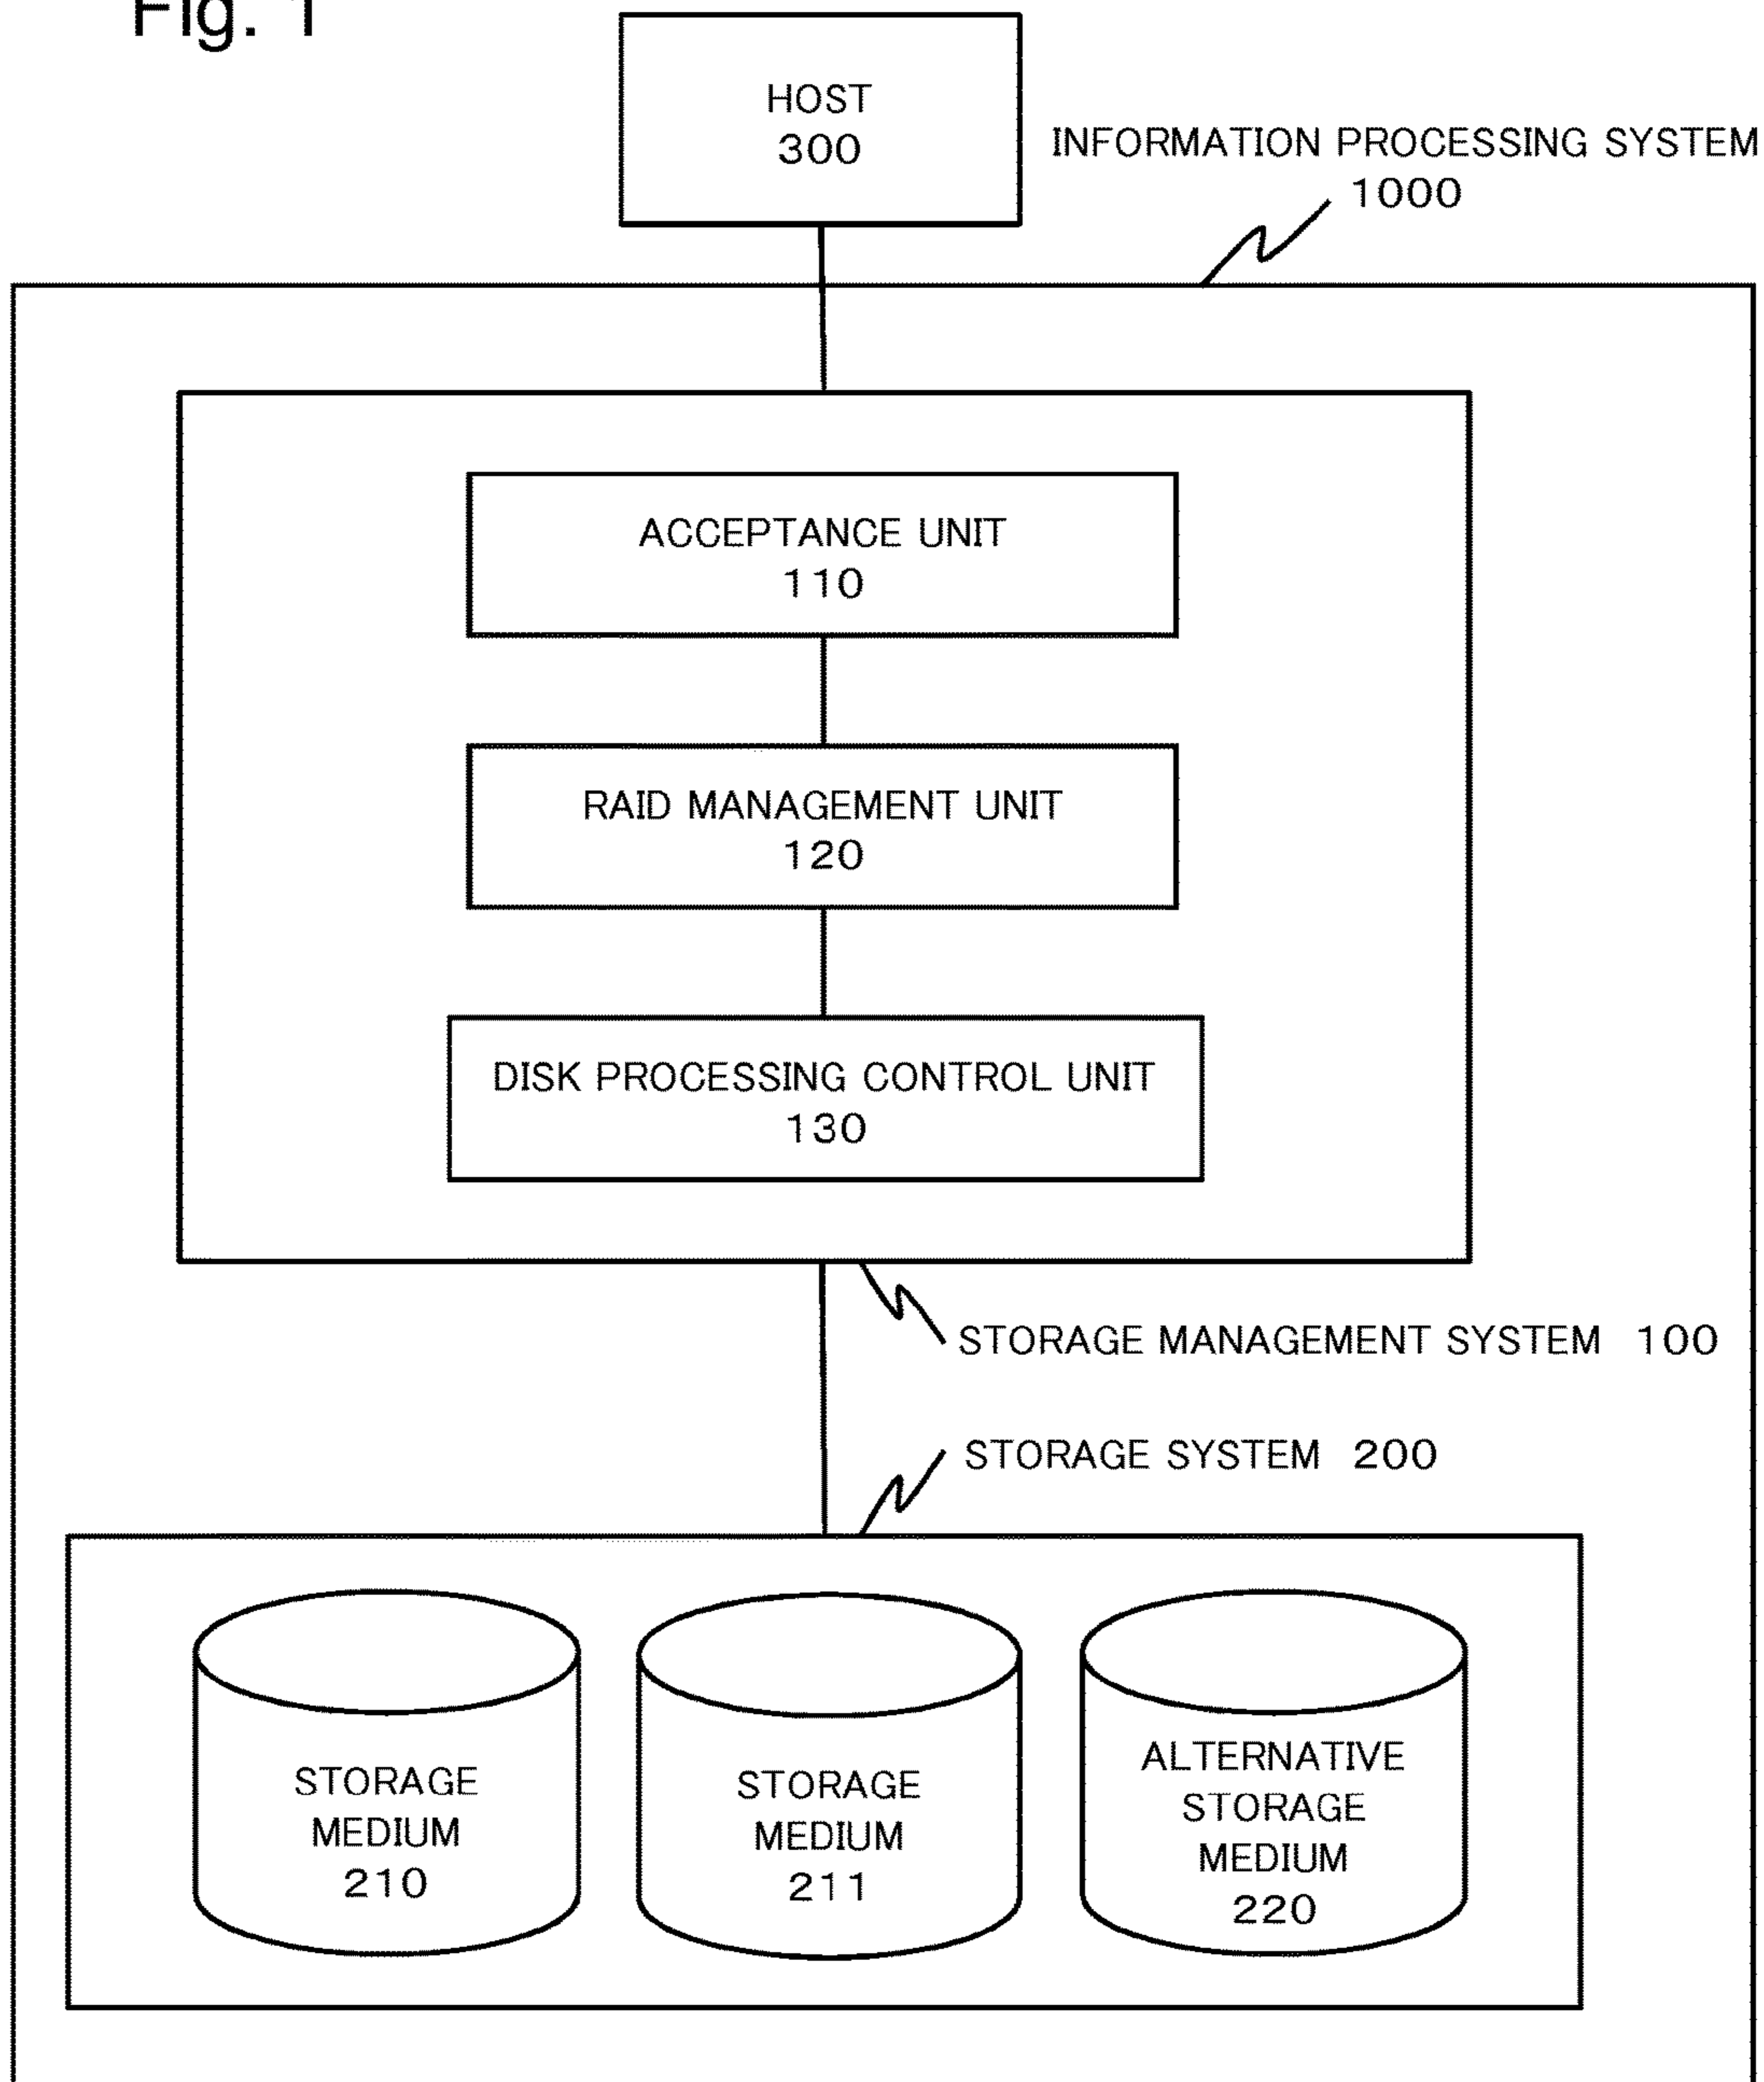 Fig. 1
HOST
300
INFORMATION PROCESSING SYSTEM
1000
ACCEPTANCE UNIT
110
RAID MANAGEMENT UNIT
120
DISK PROCESSING CONTROL UNIT
130
STORAGE MANAGEMENT SYSTEM 100
STORAGE SYSTEM 200
STORAGE
MEDIUM
210
STORAGE
MEDIUM
211
ALTERNATIVE
STORAGE
MEDIUM
220